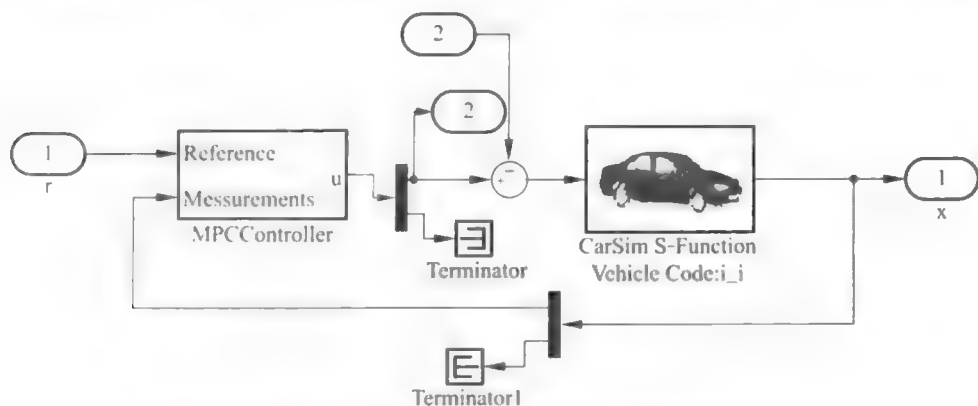 2
2
1
r
Reference
u
Messurements
MPCController
+
−
CarSim S-Function
Vehicle Code:i_i
1
x
Terminator
Terminator1